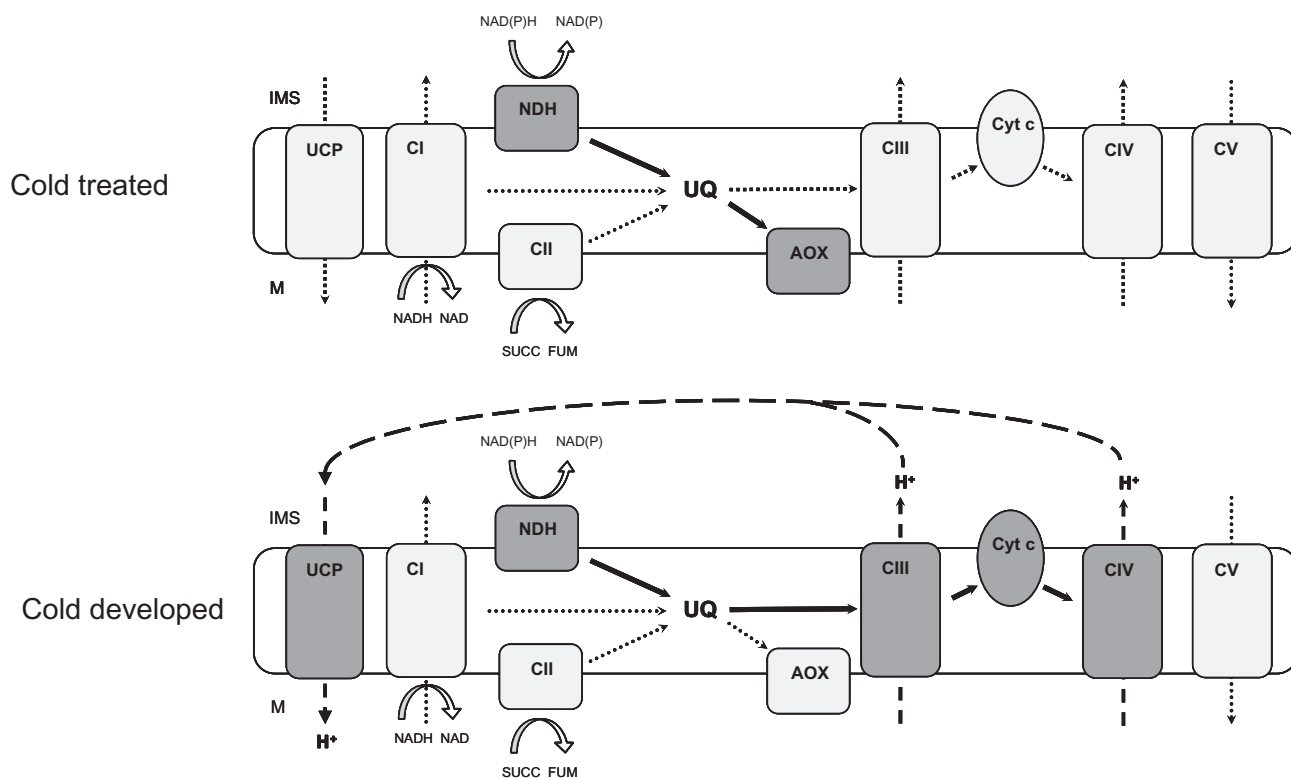 NAD(P)H NAD(P)
IMS
NDH
UCP
CI
CIII
Cyt c
CIV
CV
Cold treated
UQ
CII
AOX
M
NADH NAD
SUCC FUM
NAD(P)H NAD(P)
H+
H+
IMS
NDH
UCP
CI
CIII
Cyt c
CIV
CV
Cold developed
UQ
CII
AOX
M
H+
NADH NAD
SUCC FUM